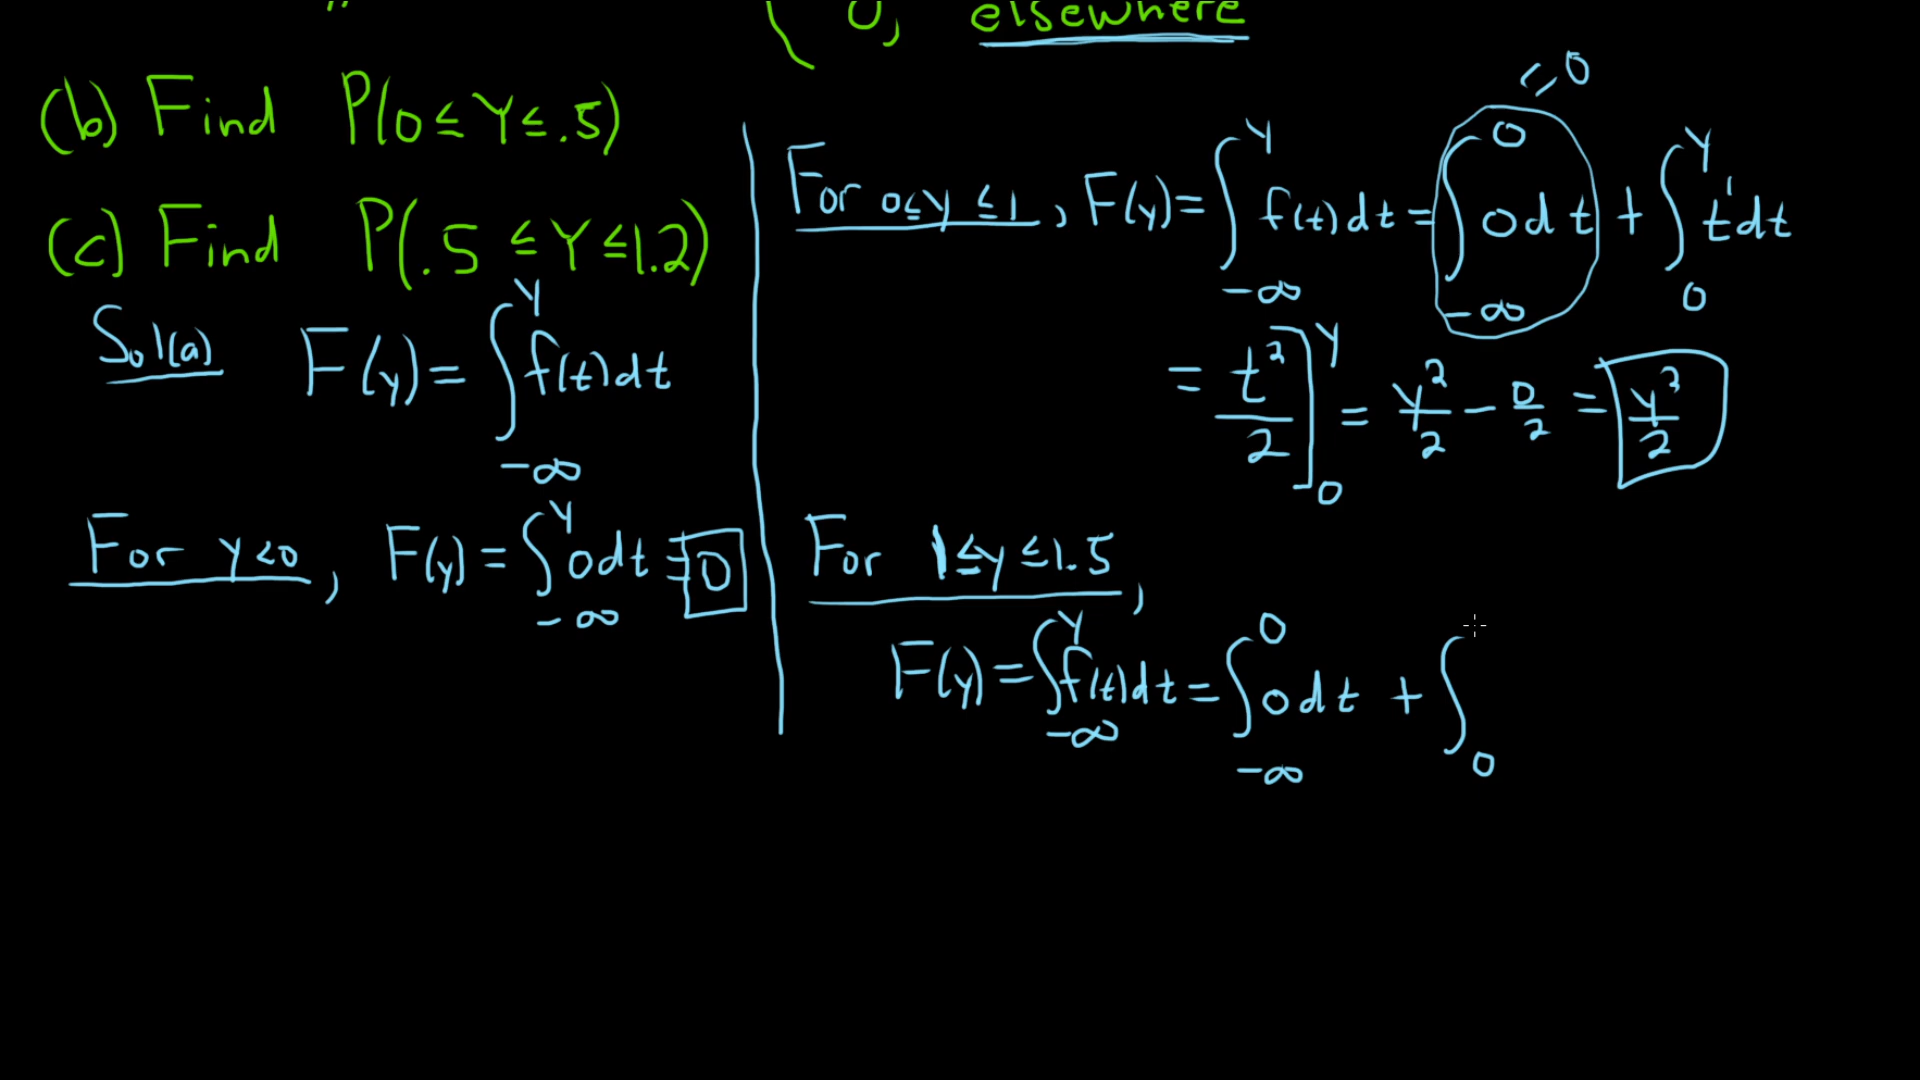 0, elsewhere
(b) Find P(0 ≤ Y ≤ .5)
(c) Find P(.5 ≤ Y ≤ 1.2)
Sol(a) F(y) = ∫_{-∞}^{y} f(t)dt
For y<0, F(y) = ∫_{-∞}^{y} 0dt = 0
For 0≤y≤1, F(y) = ∫_{-∞}^{y} f(t)dt = ∫_{-∞}^{0} 0dt + ∫_{0}^{y} t^1 dt
= 0
= t²/2]_{0}^{y} = y²/2 - 0/2 = y²/2
For 1≤y≤1.5,
F(y) = ∫_{-∞}^{y} f(t)dt = ∫_{-∞}^{0} 0dt + ∫_{0}